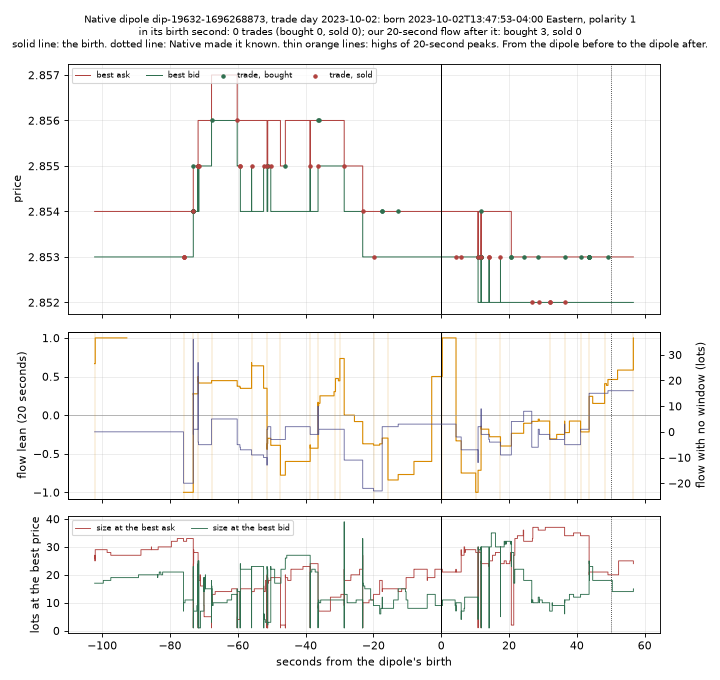 Native dipole dip-19632-1696268873, trade day 2023-10-02: born 2023-10-02T13:47:53-04:00 Eastern, polarity 1
in its birth second: 0 trades (bought 0, sold 0); our 20-second flow after it: bought 3, sold 0
solid line: the birth. dotted line: Native made it known. thin orange lines: highs of 20-second peaks. From the dipole before to the dipole after.
best ask
best bid
trade, bought
trade, sold
2.857
2.856
2.855
2.854
2.853
2.852
price
1.0
0.5
0.0
−0.5
−1.0
flow lean (20 seconds)
30
20
10
0
−10
−20
flow with no window (lots)
size at the best ask
size at the best bid
40
30
20
10
0
lots at the best price
−100
−80
−60
−40
−20
0
20
40
60
seconds from the dipole's birth